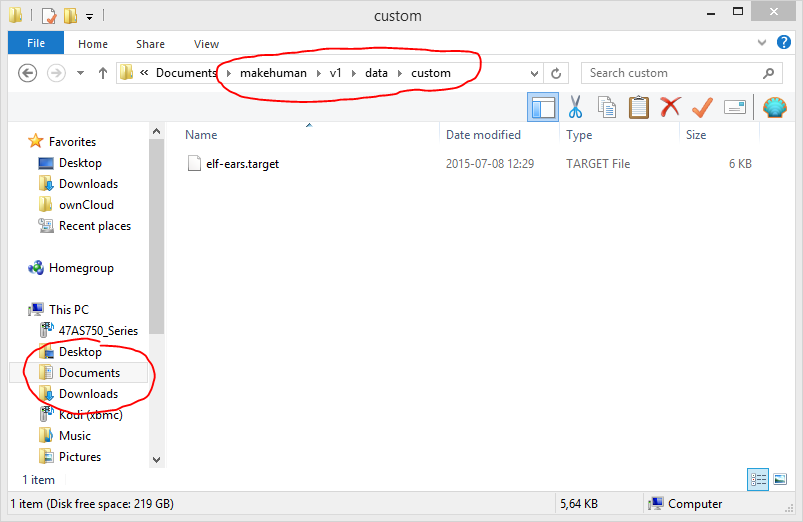 custom
File Home Share View
« Documents makehuman v1 data custom Search custom
Name Date modified Type Size
elf-ears.target 2015-07-08 12:29 TARGET File 6 KB
Favorites
Desktop
Downloads
ownCloud
Recent places
Homegroup
This PC
47AS750_Series
Desktop
Documents
Downloads
Kodi (xbmc)
Music
Pictures
1 item
1 item (Disk free space: 219 GB) 5,64 KB Computer